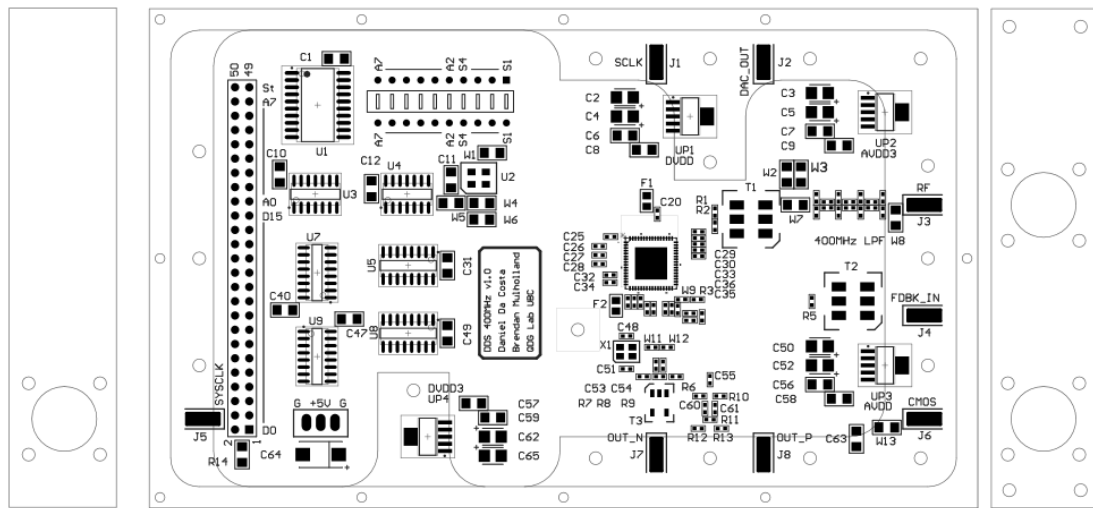 C1
50 49
St
A7
A7 A2 S4 S1
A7 A2 S4 S1
U1
SCLK
J1
DAC_OUT
J2
C2
C4
C6
C8
UP1
DVDD
C3
C5
C7
C9
UP2
AVDD3
C10
U3
C12
U4
C11
W1
U2
W5
W4
W6
A0
D15
F1
C20
R1
R2
T1
W2
W3
W7
400MHz LPF
W8
RF
J3
U7
U5
C31
C25
C26
C27
C28
C32
C34
C29
C30
C33
C36
C35
T2
R5
FDBK_IN
J4
DDS 400MHz v1.0
Daniel Da Costa
Brendan Mulholland
QDG Lab UBC
C40
C47
U9
U8
C49
F2
W9
R3
C48
X1
W11
W12
C51
C50
C52
C56
C58
UP3
AVDD
SYSCLK
J5
D0
2 1
R14
G +5V G
C64
DVDD3
UP4
C57
C59
C62
C65
C53
C54
R6
R7
R8
R9
T3
C55
R10
C60
C61
R11
R12
R13
OUT_N
J7
OUT_P
J8
C63
W13
CMOS
J6